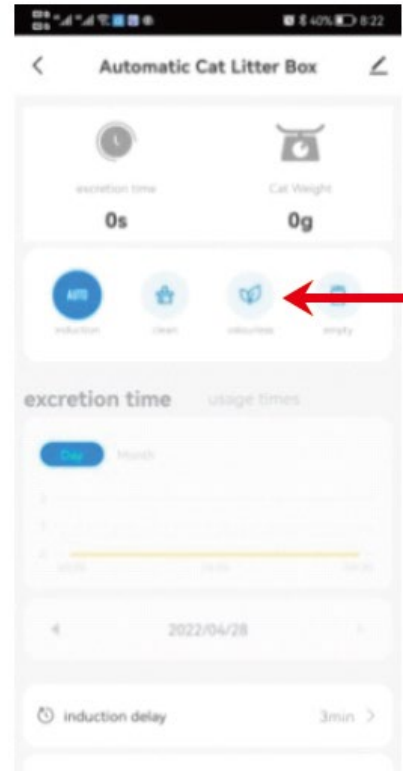 40% 8:22
Automatic Cat Litter Box
excretion time Cat Weight
0s 0g
AUTO
induction clean odourless empty
excretion time usage times
Day Month
2022/04/28
induction delay 3min